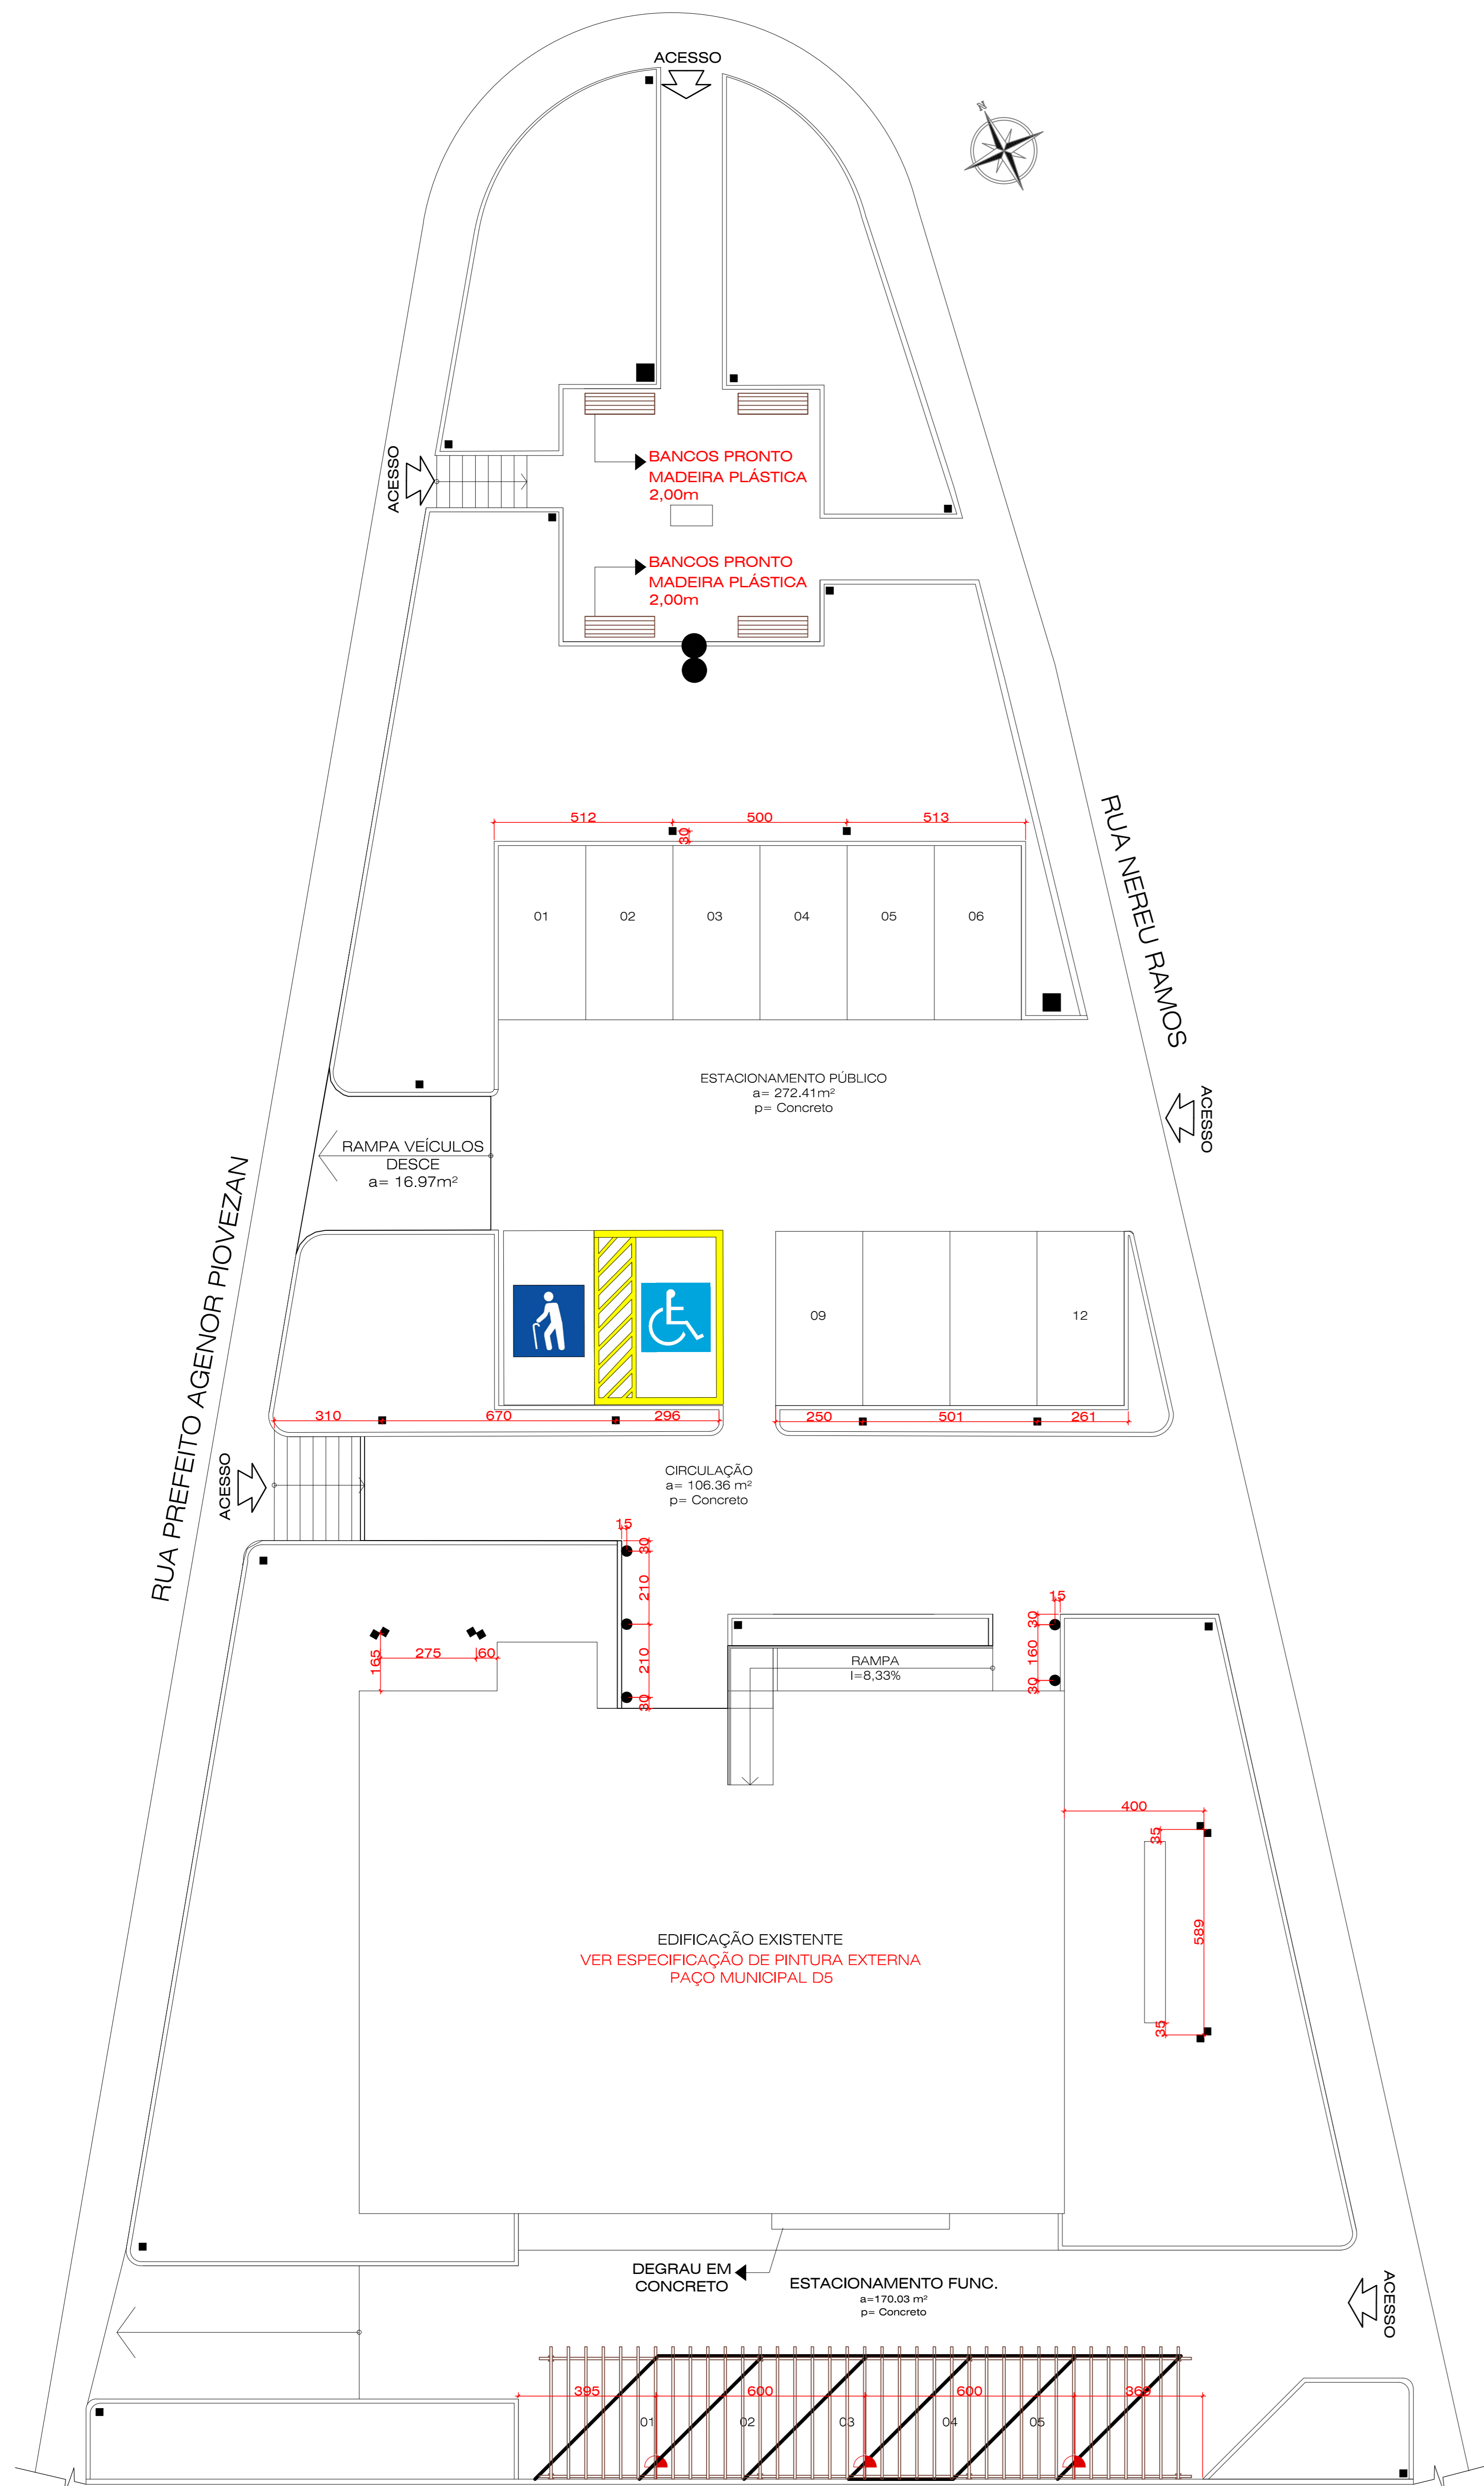 ACESSO
N
ACESSO
BANCOS PRONTO
MADEIRA PLÁSTICA
2,00m
BANCOS PRONTO
MADEIRA PLÁSTICA
2,00m
512
500
513
30
01
02
03
04
05
06
RUA NEREU RAMOS
ESTACIONAMENTO PÚBLICO
a= 272.41m²
p= Concreto
ACESSO
RAMPA VEÍCULOS
DESCE
a= 16.97m²
RUA PREFEITO AGENOR PIOVEZAN
09
12
310
670
296
250
501
261
ACESSO
CIRCULAÇÃO
a= 106.36 m²
p= Concreto
15
30
210
210
30
15
30
160
30
165
275
60
RAMPA
I=8,33%
400
35
589
35
EDIFICAÇÃO EXISTENTE
VER ESPECIFICAÇÃO DE PINTURA EXTERNA
PAÇO MUNICIPAL D5
DEGRAU EM
CONCRETO
ESTACIONAMENTO FUNC.
a=170.03 m²
p= Concreto
ACESSO
395
600
600
369
01
02
03
04
05